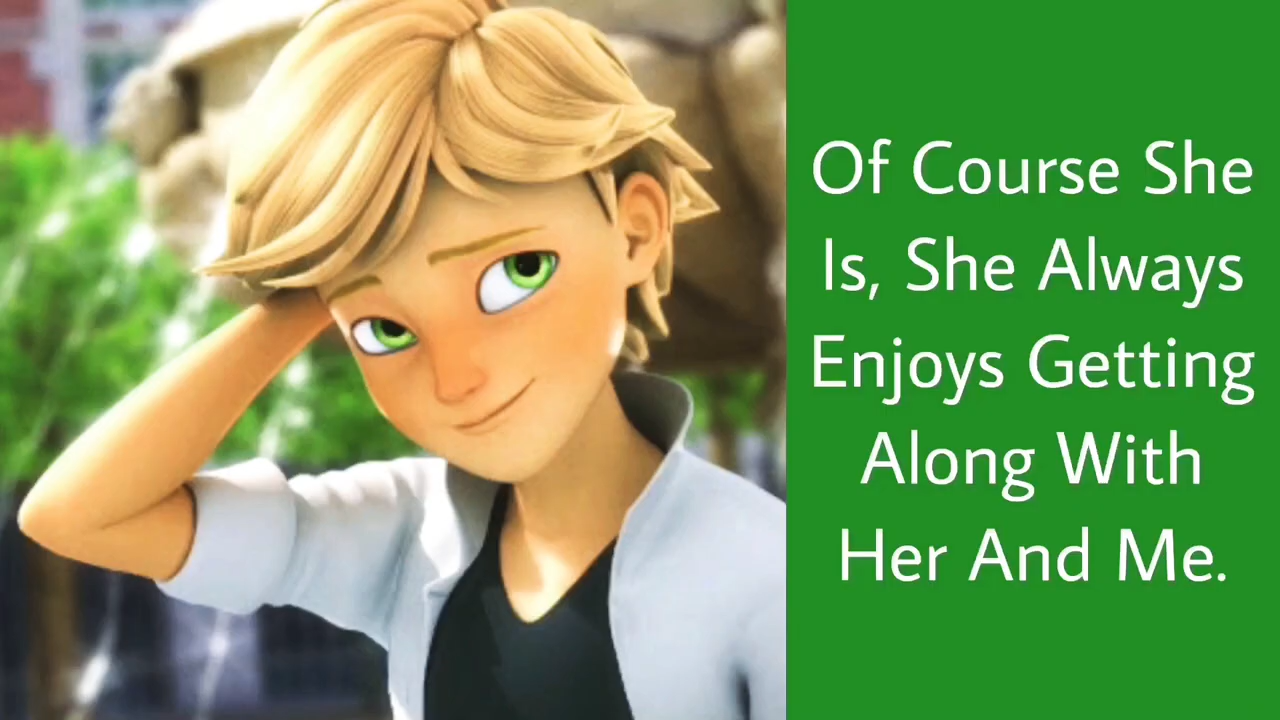 Of Course She
Is, She Always
Enjoys Getting
Along With
Her And Me.